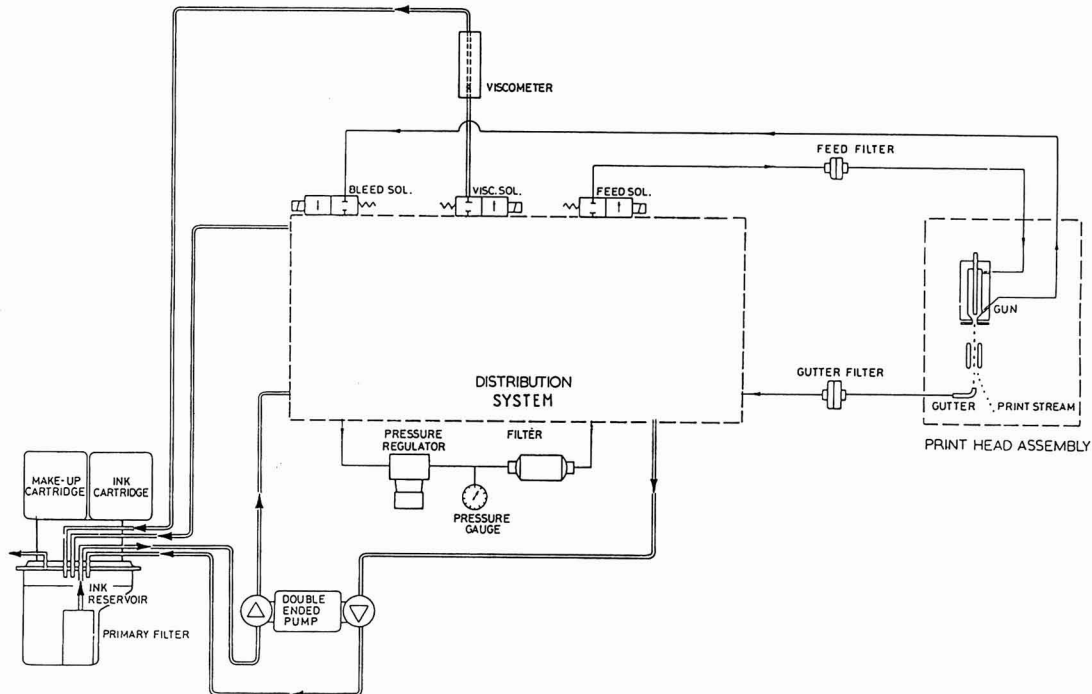 VISCOMETER
FEED FILTER
BLEED SOL.
VISC. SOL.
FEED SOL.
GUN
DISTRIBUTION
SYSTEM
GUTTER FILTER
GUTTER
PRINT STREAM
PRINT HEAD ASSEMBLY
PRESSURE
REGULATOR
FILTER
PRESSURE
GAUGE
MAKE-UP
CARTRIDGE
INK
CARTRIDGE
INK
RESERVOIR
PRIMARY FILTER
DOUBLE
ENDED
PUMP